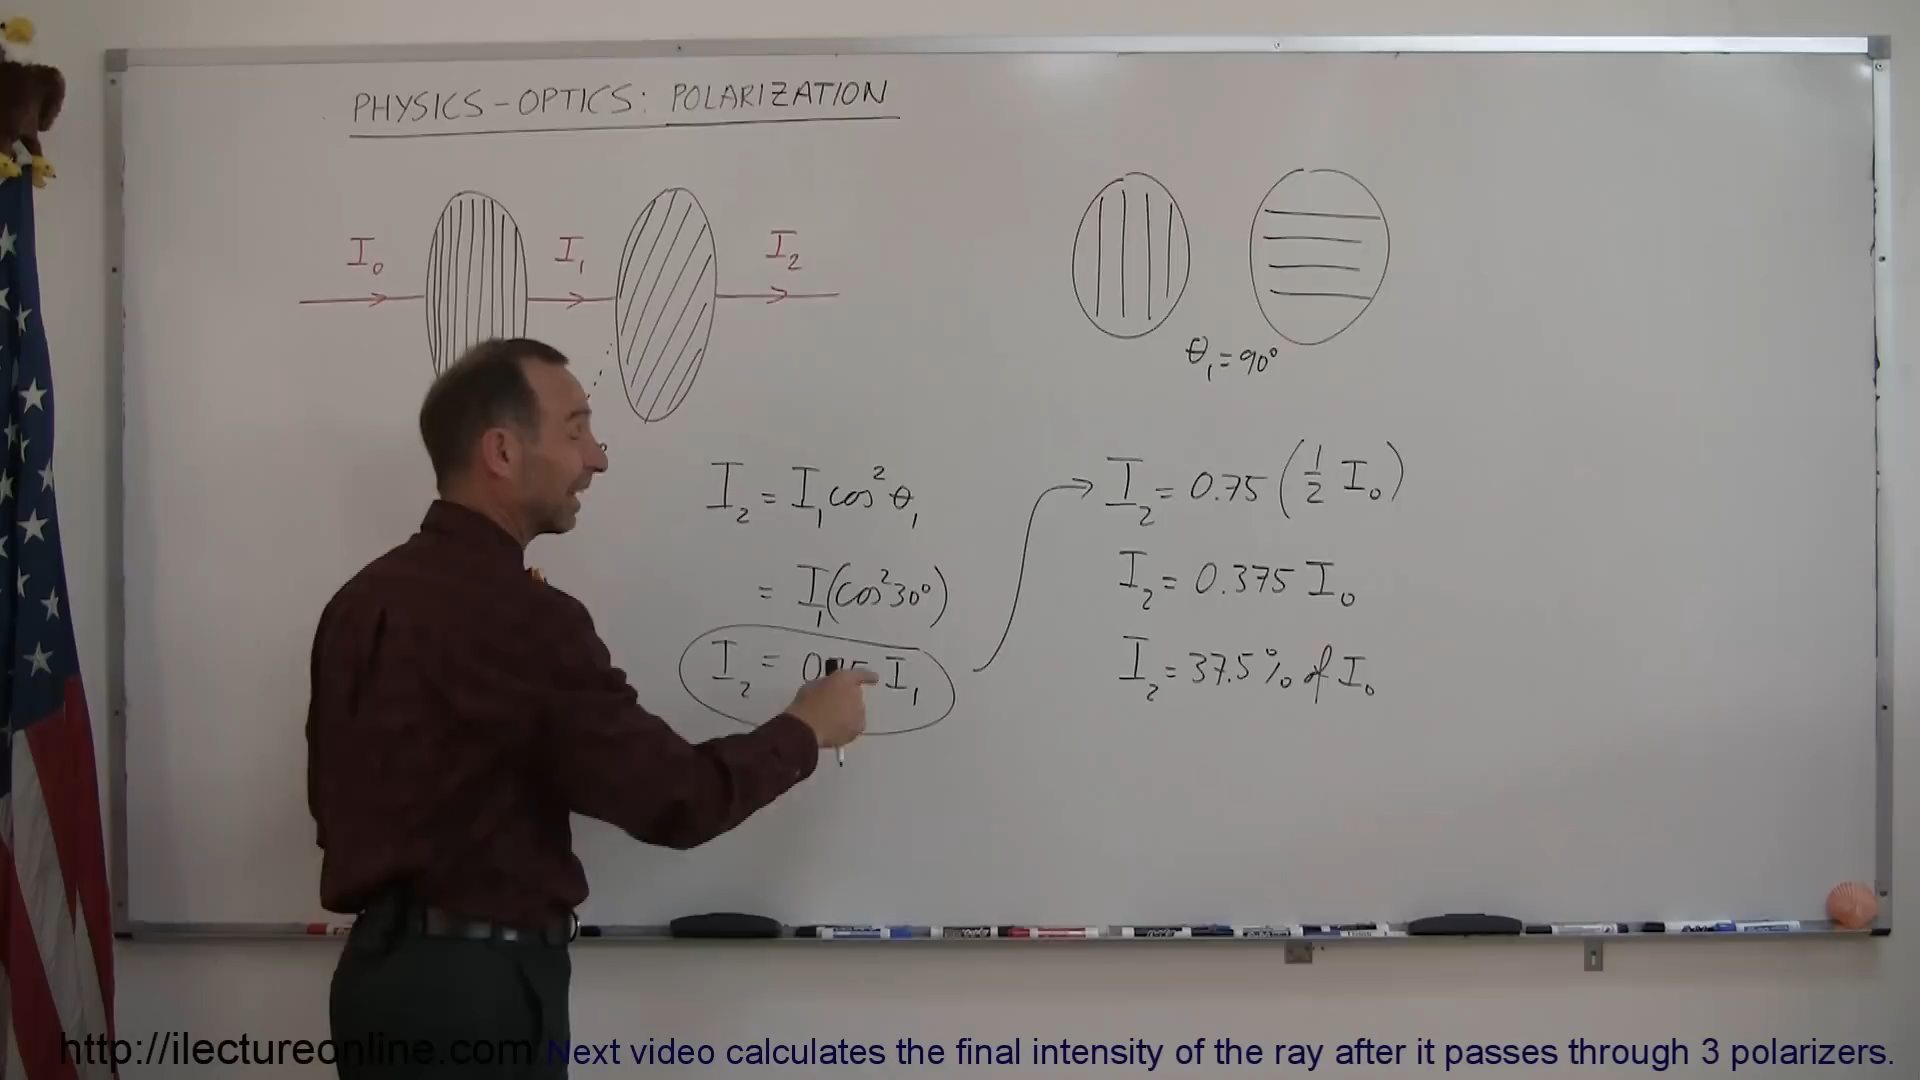 PHYSICS-OPTICS: POLARIZATION
I₀ I₁ I₂
θ₁ = 90°
I₂ = I₁ cos² θ₁
= I₁ (cos² 30°)
I₂ = 0.75 I₁
I₂ = 0.75 (1/2 I₀)
I₂ = 0.375 I₀
I₂ = 37.5% of I₀
http://ilectureonline.com Next video calculates the final intensity of the ray after it passes through 3 polarizers.